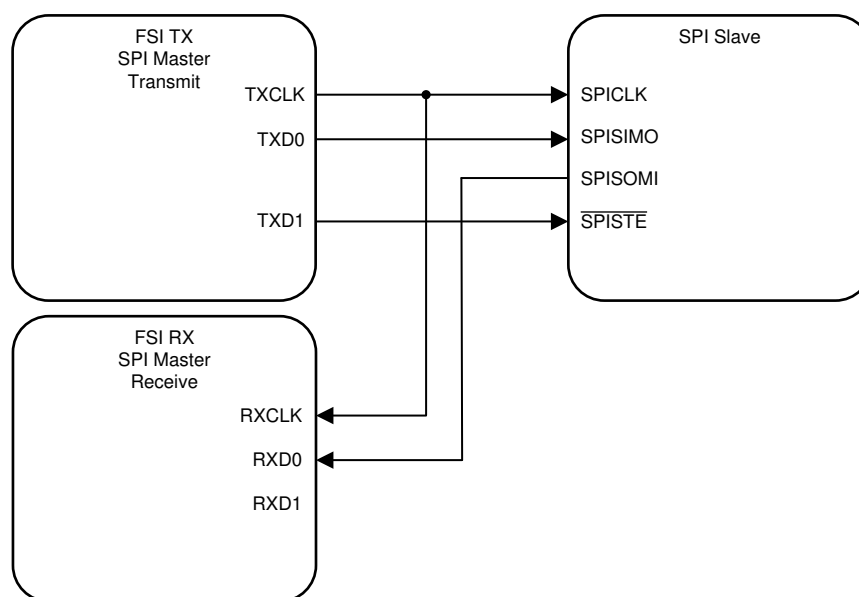 FSI TX
SPI Master
Transmit
TXCLK
TXD0
TXD1
SPI Slave
SPICLK
SPISIMO
SPISOMI
SPISTE
FSI RX
SPI Master
Receive
RXCLK
RXD0
RXD1